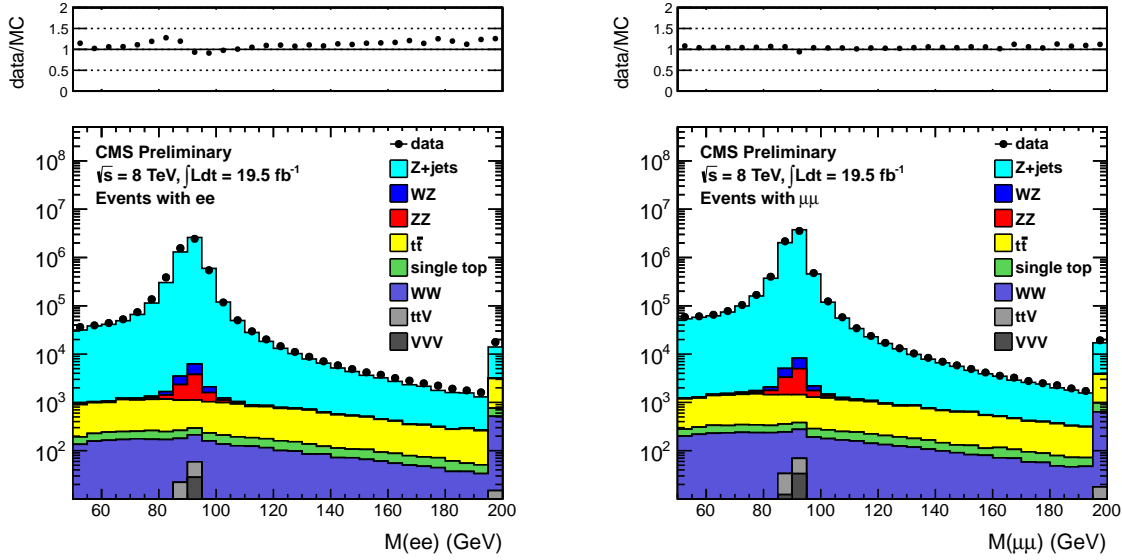 data/MC
2
1.5
1
0.5
0
CMS Preliminary
√s = 8 TeV, ∫Ldt = 19.5 fb⁻¹
Events with ee
data
Z+jets
WZ
ZZ
tt̄
single top
WW
ttV
VVV
10⁸
10⁷
10⁶
10⁵
10⁴
10³
10²
60 80 100 120 140 160 180 200
M(ee) (GeV)
data/MC
2
1.5
1
0.5
0
CMS Preliminary
√s = 8 TeV, ∫Ldt = 19.5 fb⁻¹
Events with μμ
data
Z+jets
WZ
ZZ
tt̄
single top
WW
ttV
VVV
10⁸
10⁷
10⁶
10⁵
10⁴
10³
10²
60 80 100 120 140 160 180 200
M(μμ) (GeV)